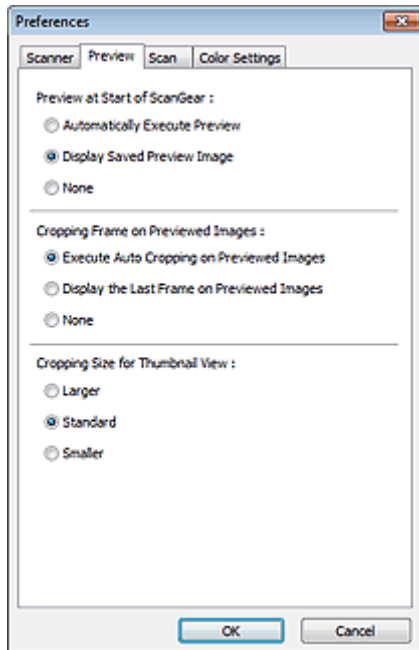 Preferences
Scanner Preview Scan Color Settings
Preview at Start of ScanGear :
Automatically Execute Preview
Display Saved Preview Image
None
Cropping Frame on Previewed Images :
Execute Auto Cropping on Previewed Images
Display the Last Frame on Previewed Images
None
Cropping Size for Thumbnail View :
Larger
Standard
Smaller
OK Cancel